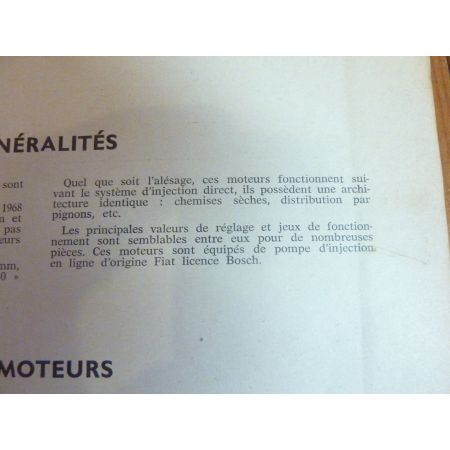 NÉRALITÉS
sont
1968
n et
pas
eurs
mm,
0 »
Quel que soit l'alésage, ces moteurs fonctionnent sui-
vant le système d'injection direct, ils possèdent une archi-
tecture identique : chemises sèches, distribution par
pignons, etc.
Les principales valeurs de réglage et jeux de fonction-
nement sont semblables entre eux pour de nombreuses
pièces. Ces moteurs sont équipés de pompe d'injection
en ligne d'origine Fiat licence Bosch.
MOTEURS